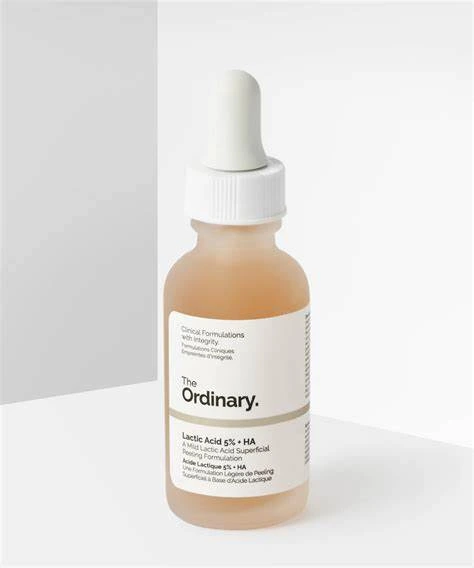 Clinical Formulations
with Integrity.
Formulations Cliniques
Empreintes d'intégrité.
The
Ordinary.
Lactic Acid 5% + HA
A Mild Lactic Acid Superficial
Peeling Formulation
Acide Lactique 5% + HA
Une Formulation Légère de Peeling
Superficiel à Base d'Acide Lactique